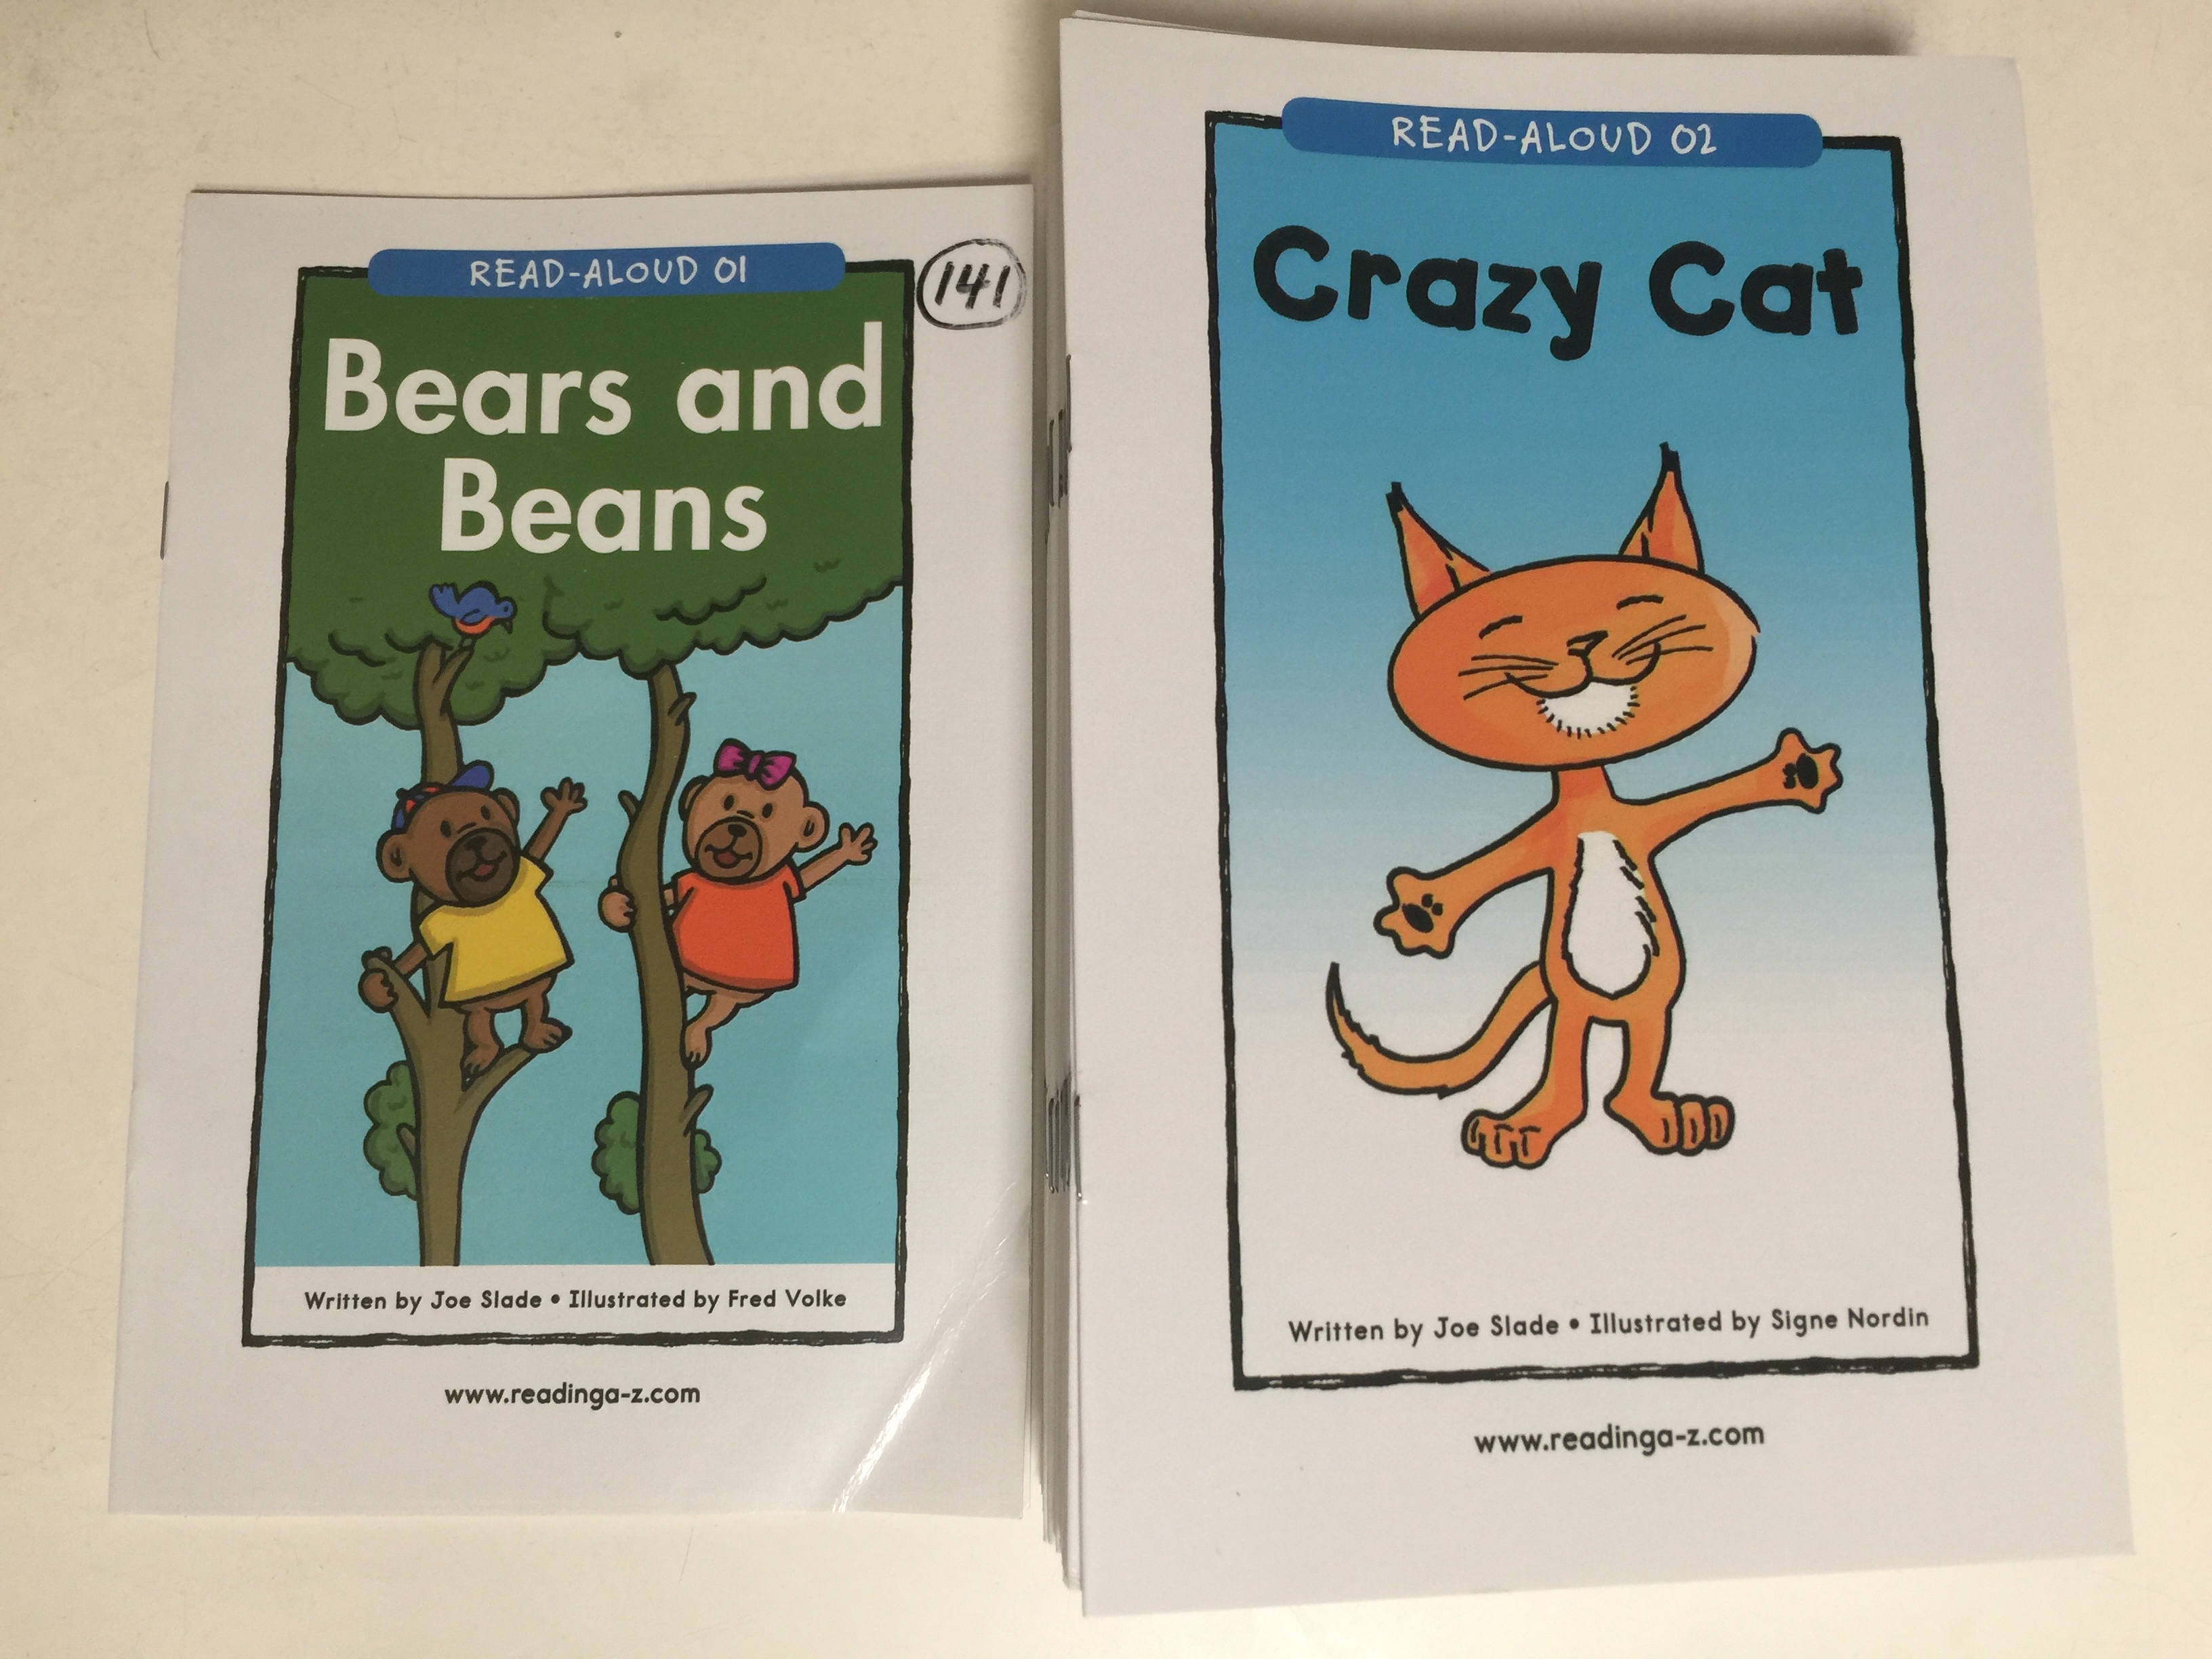 READ-ALOUD 01
141
Bears and
Beans
Written by Joe Slade • Illustrated by Fred Volke
www.readinga-z.com
READ-ALOUD 02
Crazy Cat
Written by Joe Slade • Illustrated by Signe Nordin
www.readinga-z.com